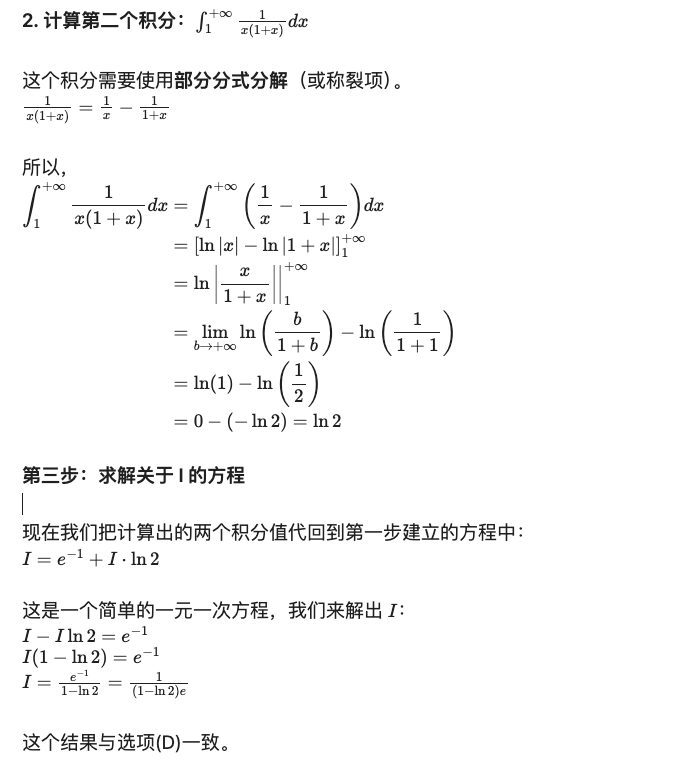 2. 计算第二个积分：$\int_1^{+\infty} \frac{1}{x(1+x)} dx$
这个积分需要使用部分分式分解（或称裂项）。
$\frac{1}{x(1+x)} = \frac{1}{x} - \frac{1}{1+x}$
所以，
$\int_1^{+\infty} \frac{1}{x(1+x)} dx = \int_1^{+\infty} \left( \frac{1}{x} - \frac{1}{1+x} \right) dx$
$= [\ln|x| - \ln|1+x|]_1^{+\infty}$
$= \ln \left| \frac{x}{1+x} \right| \Big|_1^{+\infty}$
$= \lim_{b \to +\infty} \ln \left( \frac{b}{1+b} \right) - \ln \left( \frac{1}{1+1} \right)$
$= \ln(1) - \ln \left( \frac{1}{2} \right)$
$= 0 - (-\ln 2) = \ln 2$
第三步：求解关于 I 的方程
现在我们把计算出的两个积分值代回到第一步建立的方程中：
$I = e^{-1} + I \cdot \ln 2$
这是一个简单的一元一次方程，我们来解出 $I$：
$I - I \ln 2 = e^{-1}$
$I(1 - \ln 2) = e^{-1}$
$I = \frac{e^{-1}}{1-\ln 2} = \frac{1}{(1-\ln 2)e}$
这个结果与选项(D)一致。